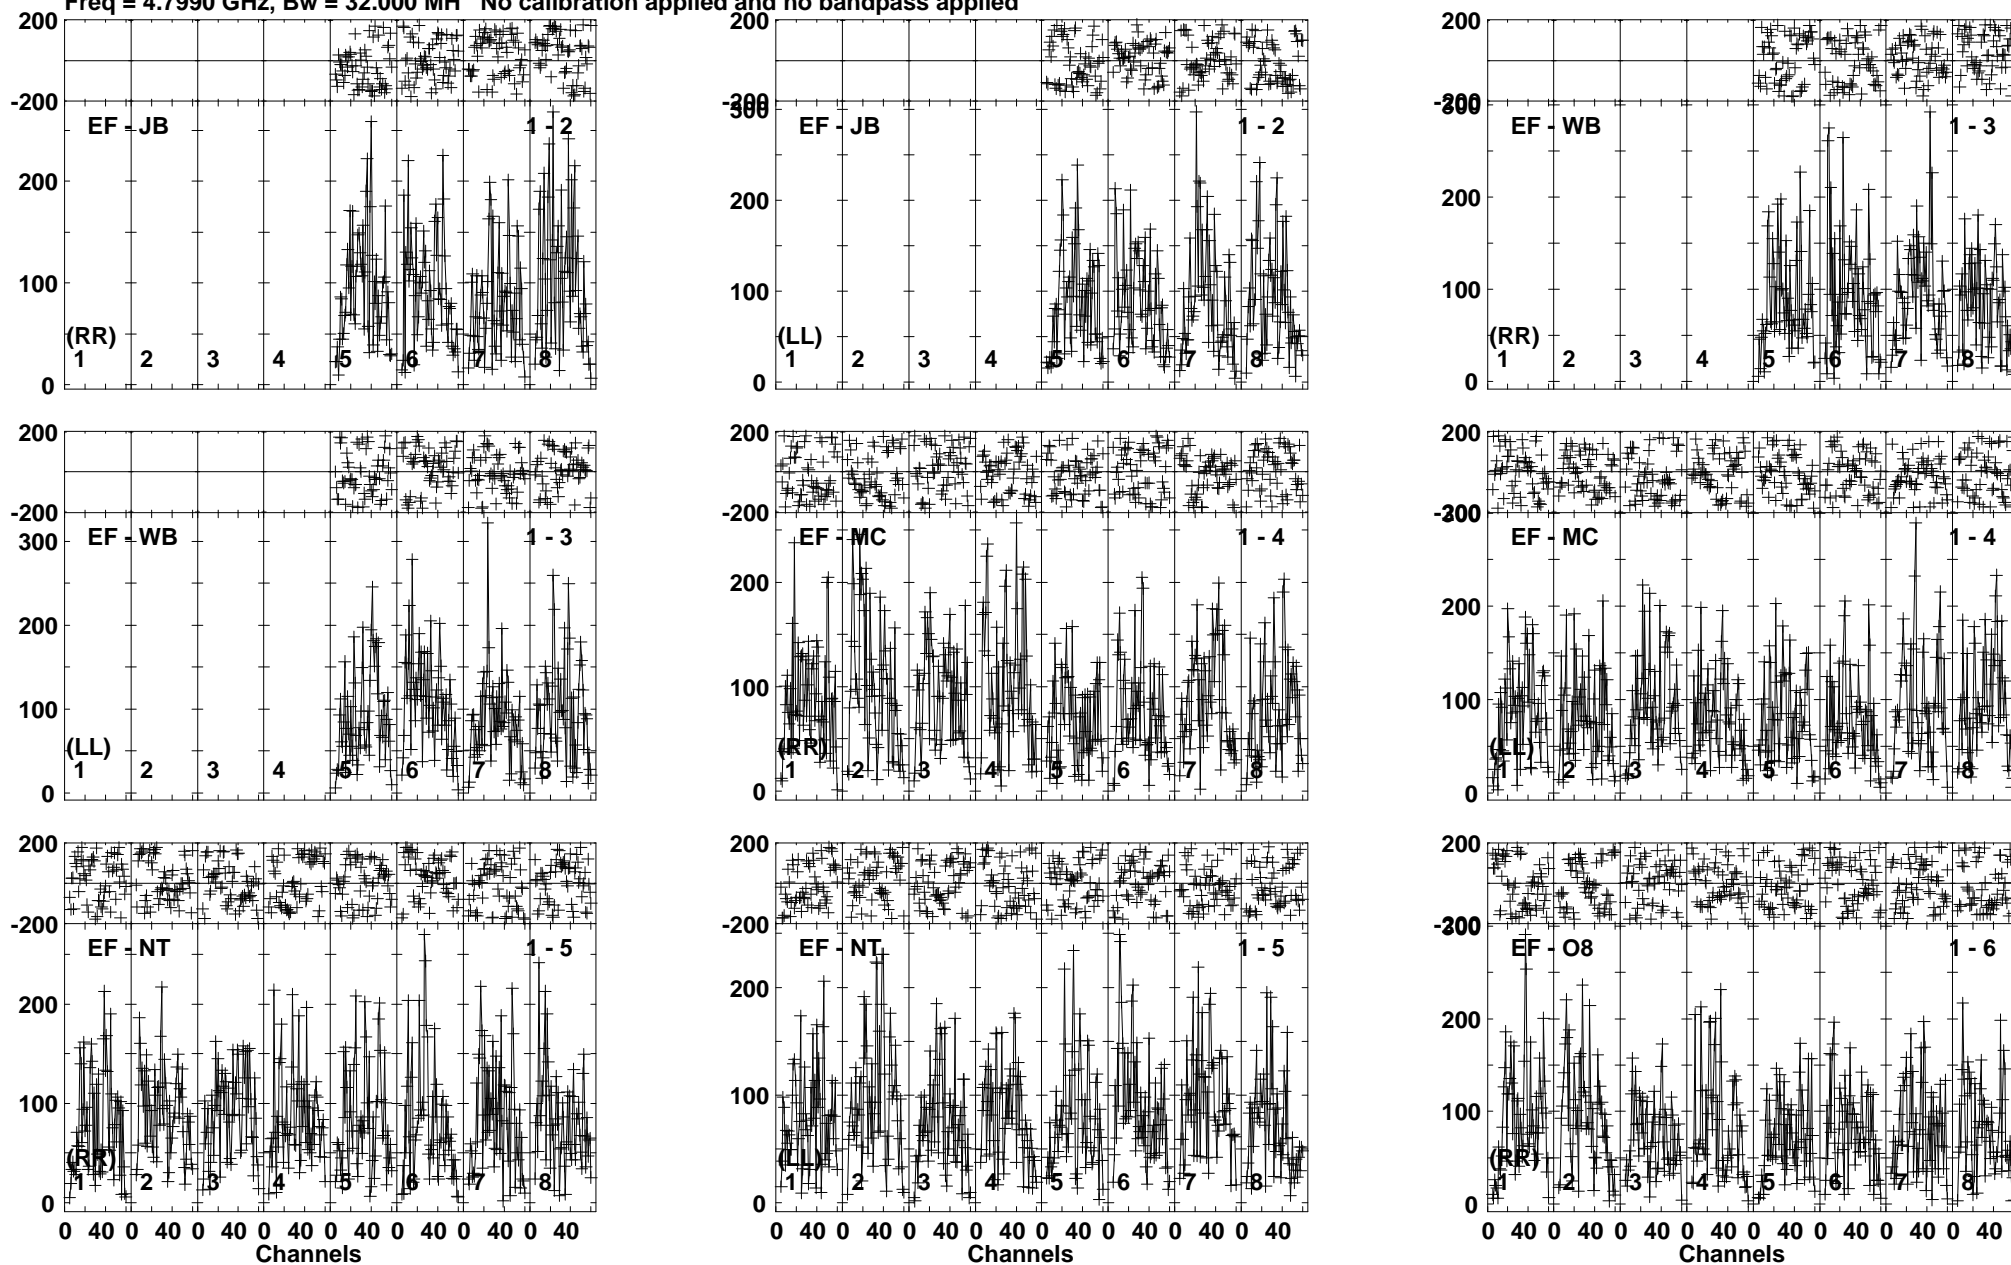 Freq = 4.7990 GHz, Bw = 32.000 MH No calibration applied and no bandpass applied
200 200 200
-200 -200 -200
300 300
EF - JB 1 - 2 EF - JB 1 - 2 EF - WB 1 - 3
200 200 200
100 100 100
(RR) (LL) (RR)
1 2 3 4 5 6 7 8 1 2 3 4 5 6 7 8 1 2 3 4 5 6 7 8
0 0 0
200 200 200
-200 -200 -200
300
EF - WB 1 - 3 EF - MC 1 - 4 EF - MC 1 - 4
300
200 200 200
100 100 100
(LL) (RR) (LL)
1 2 3 4 5 6 7 8 1 2 3 4 5 6 7 8 1 2 3 4 5 6 7 8
0 0 0
200 200 200
-200 -200 -200
300
EF - NT 1 - 5 EF - NT 1 - 5 EF - O8 1 - 6
200 200 200
100 100 100
(RR) (LL) (RR)
1 2 3 4 5 6 7 8 1 2 3 4 5 6 7 8 1 2 3 4 5 6 7 8
0 0 0
0 40 0 40 0 40 0 40 0 40 0 40 0 40 0 40 0 40 0 40 0 40 0 40 0 40 0 40 0 40 0 40 0 40 0 40 0 40 0 40 0 40 0 40 0 40 0 40
Channels Channels Channels